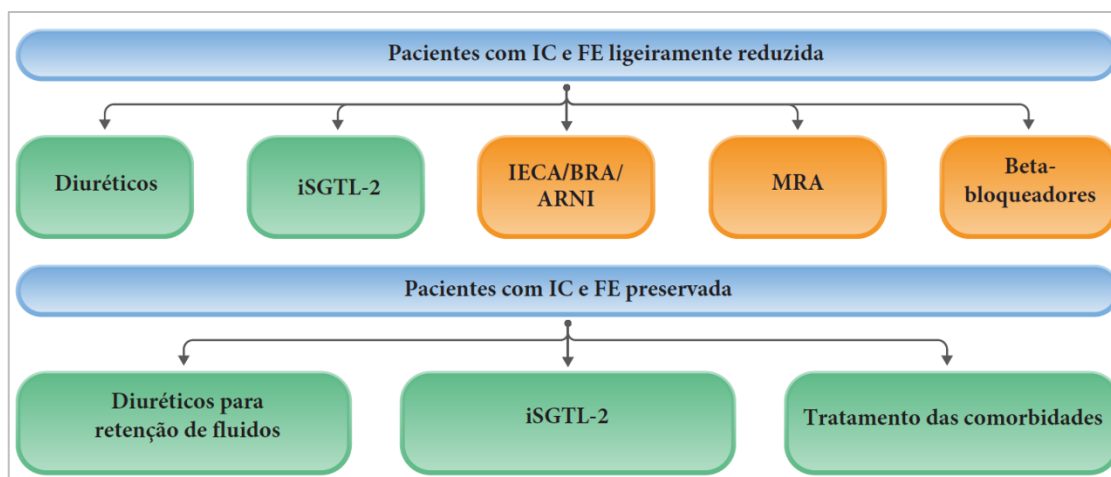 Pacientes com IC e FE ligeiramente reduzida
Diuréticos
iSGTL-2
IECA/BRA/
ARNI
MRA
Beta-
bloqueadores
Pacientes com IC e FE preservada
Diuréticos para
retenção de fluidos
iSGTL-2
Tratamento das comorbidades